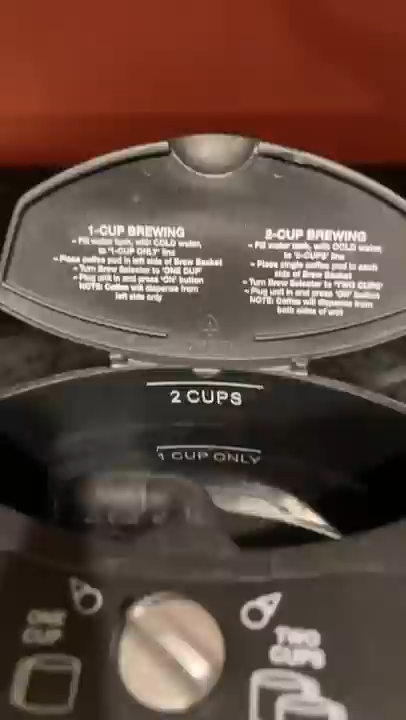 1-CUP BREWING
- Fill water tank, with COLD water,
to "1-CUP ONLY" line
- Place coffee pod in left side of Brew Basket
- Turn Brew Selector to "ONE CUP"
- Plug unit in and press "ON" button
NOTE: Coffee will dispense from
left side only
2-CUP BREWING
- Fill water tank, with COLD water,
to "2-CUPS" line
- Place single coffee pod to each
side of Brew Basket
- Turn Brew Selector to "TWO CUPS"
- Plug unit in and press "ON" button
NOTE: Coffee will dispense from
both sides of unit
2 CUPS
1 CUP ONLY
ONE
CUP
TWO
CUPS